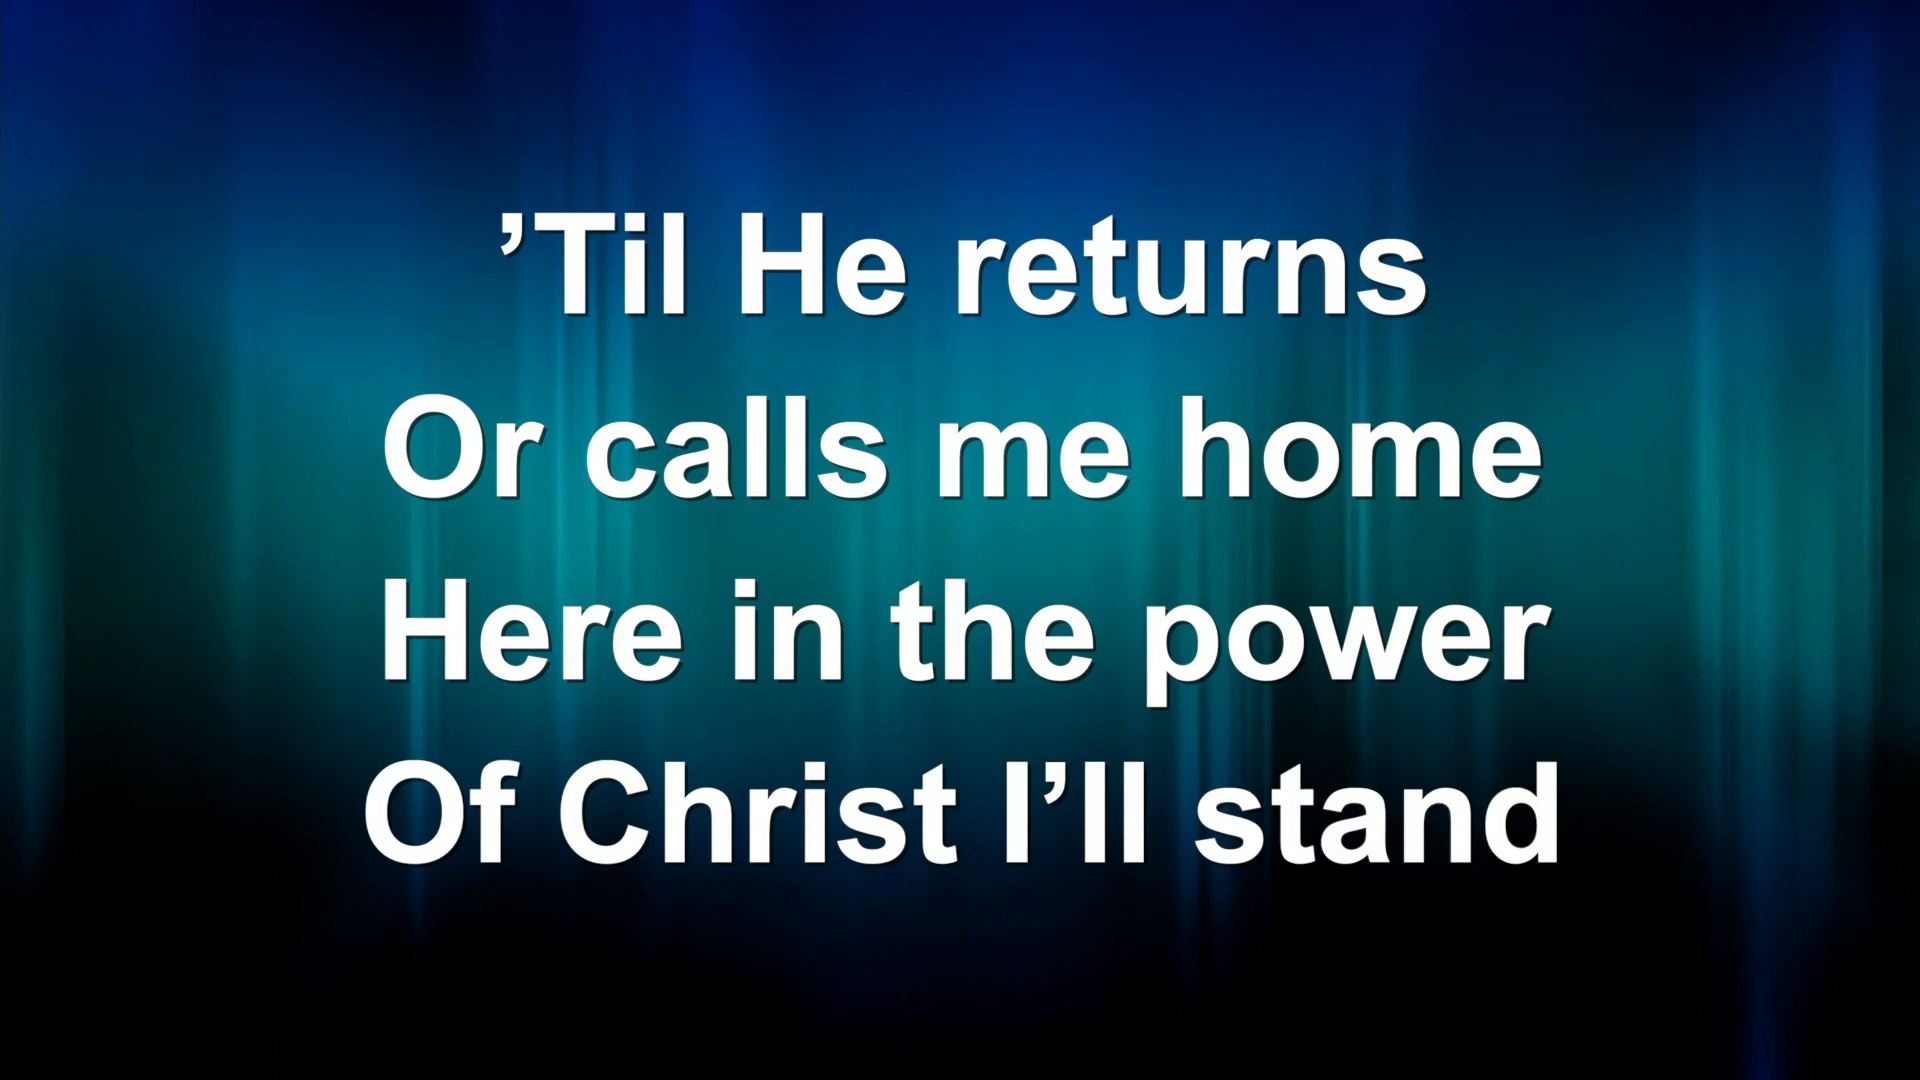 ’Til He returns
Or calls me home
Here in the power
Of Christ I’ll stand